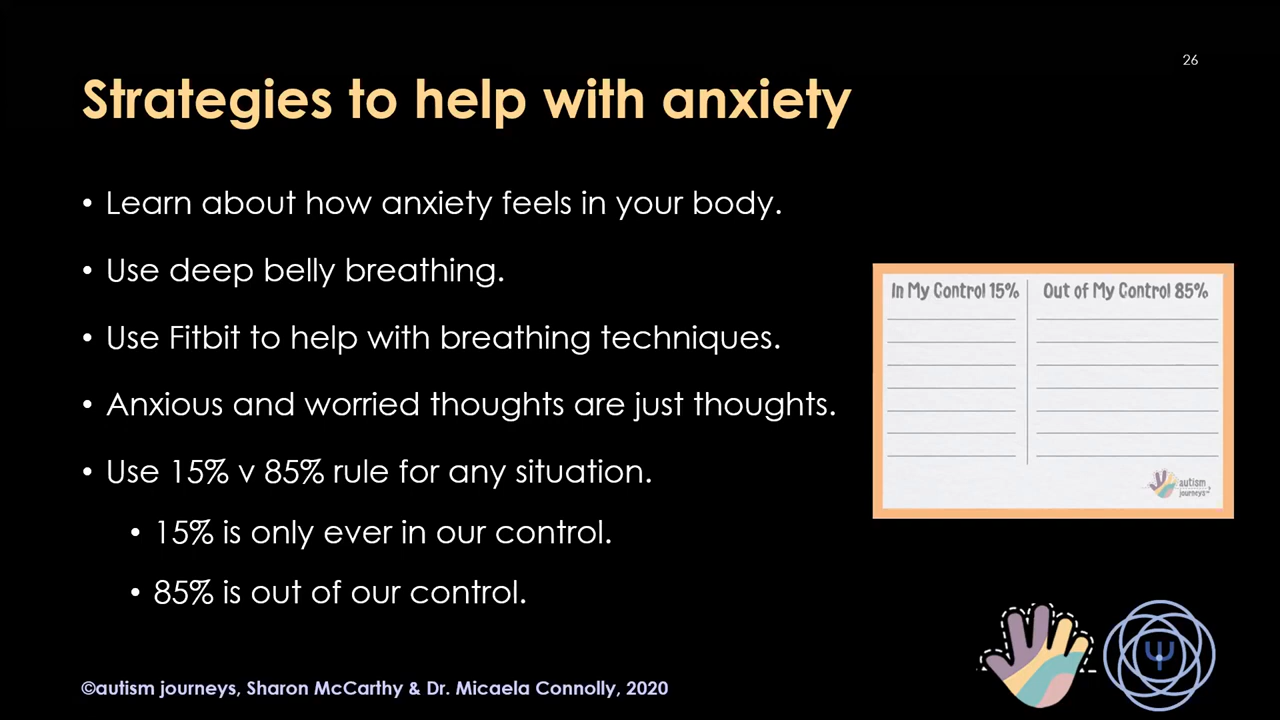 26
Strategies to help with anxiety
• Learn about how anxiety feels in your body.
• Use deep belly breathing.
• Use Fitbit to help with breathing techniques.
• Anxious and worried thoughts are just thoughts.
• Use 15% v 85% rule for any situation.
• 15% is only ever in our control.
• 85% is out of our control.
In My Control 15% Out of My Control 85%
autism
journeys
Ψ
©autism journeys, Sharon McCarthy & Dr. Micaela Connolly, 2020